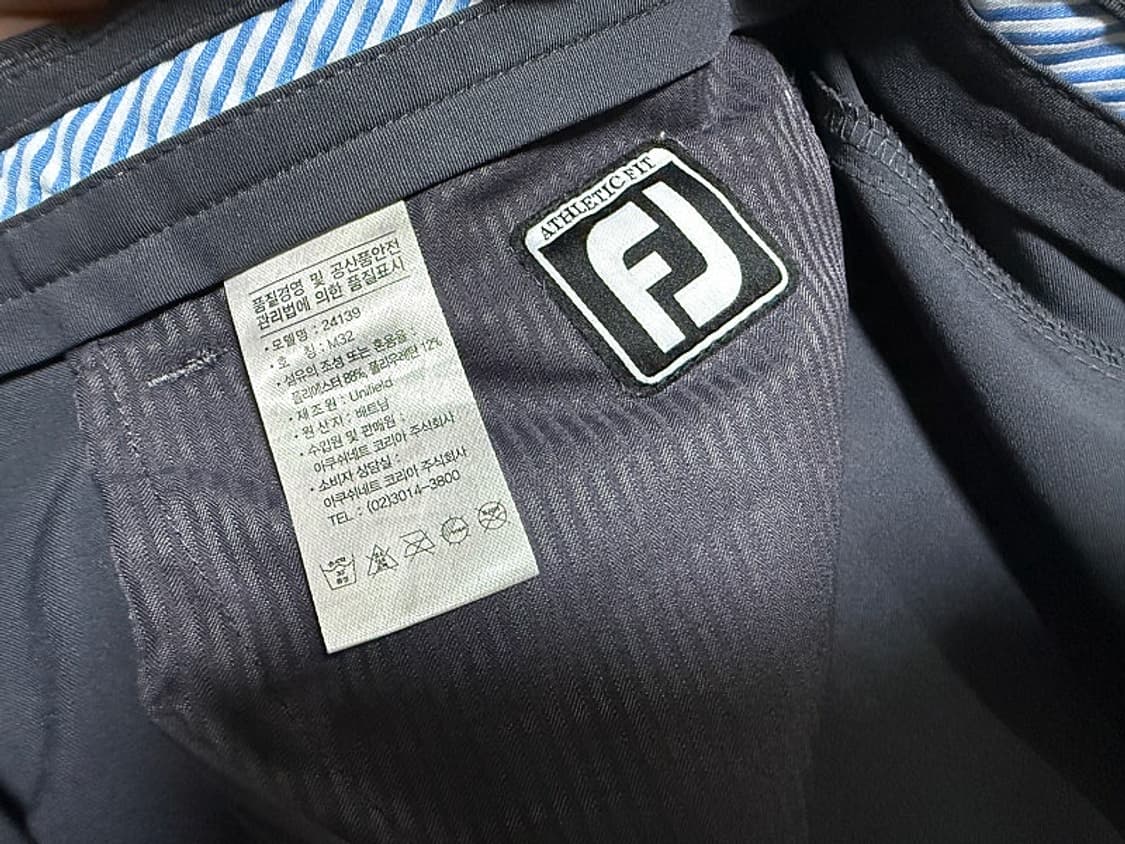 품질경영 및 공산품안전
관리법에 의한 품질표시
• 모델명 : 24139
• 호 칭 : M32
• 섬유의 조성 또는 혼용율 :
폴리에스터 88%, 폴리우레탄 12%
• 제 조 원 : Unifield
• 원 산 지 : 베트남
• 수입원 및 판매원 :
아쿠쉬네트 코리아 주식회사
• 소비자 상담실 :
아쿠쉬네트 코리아 주식회사
TEL : (02)3014-3800
ATHLETIC FIT
FJ